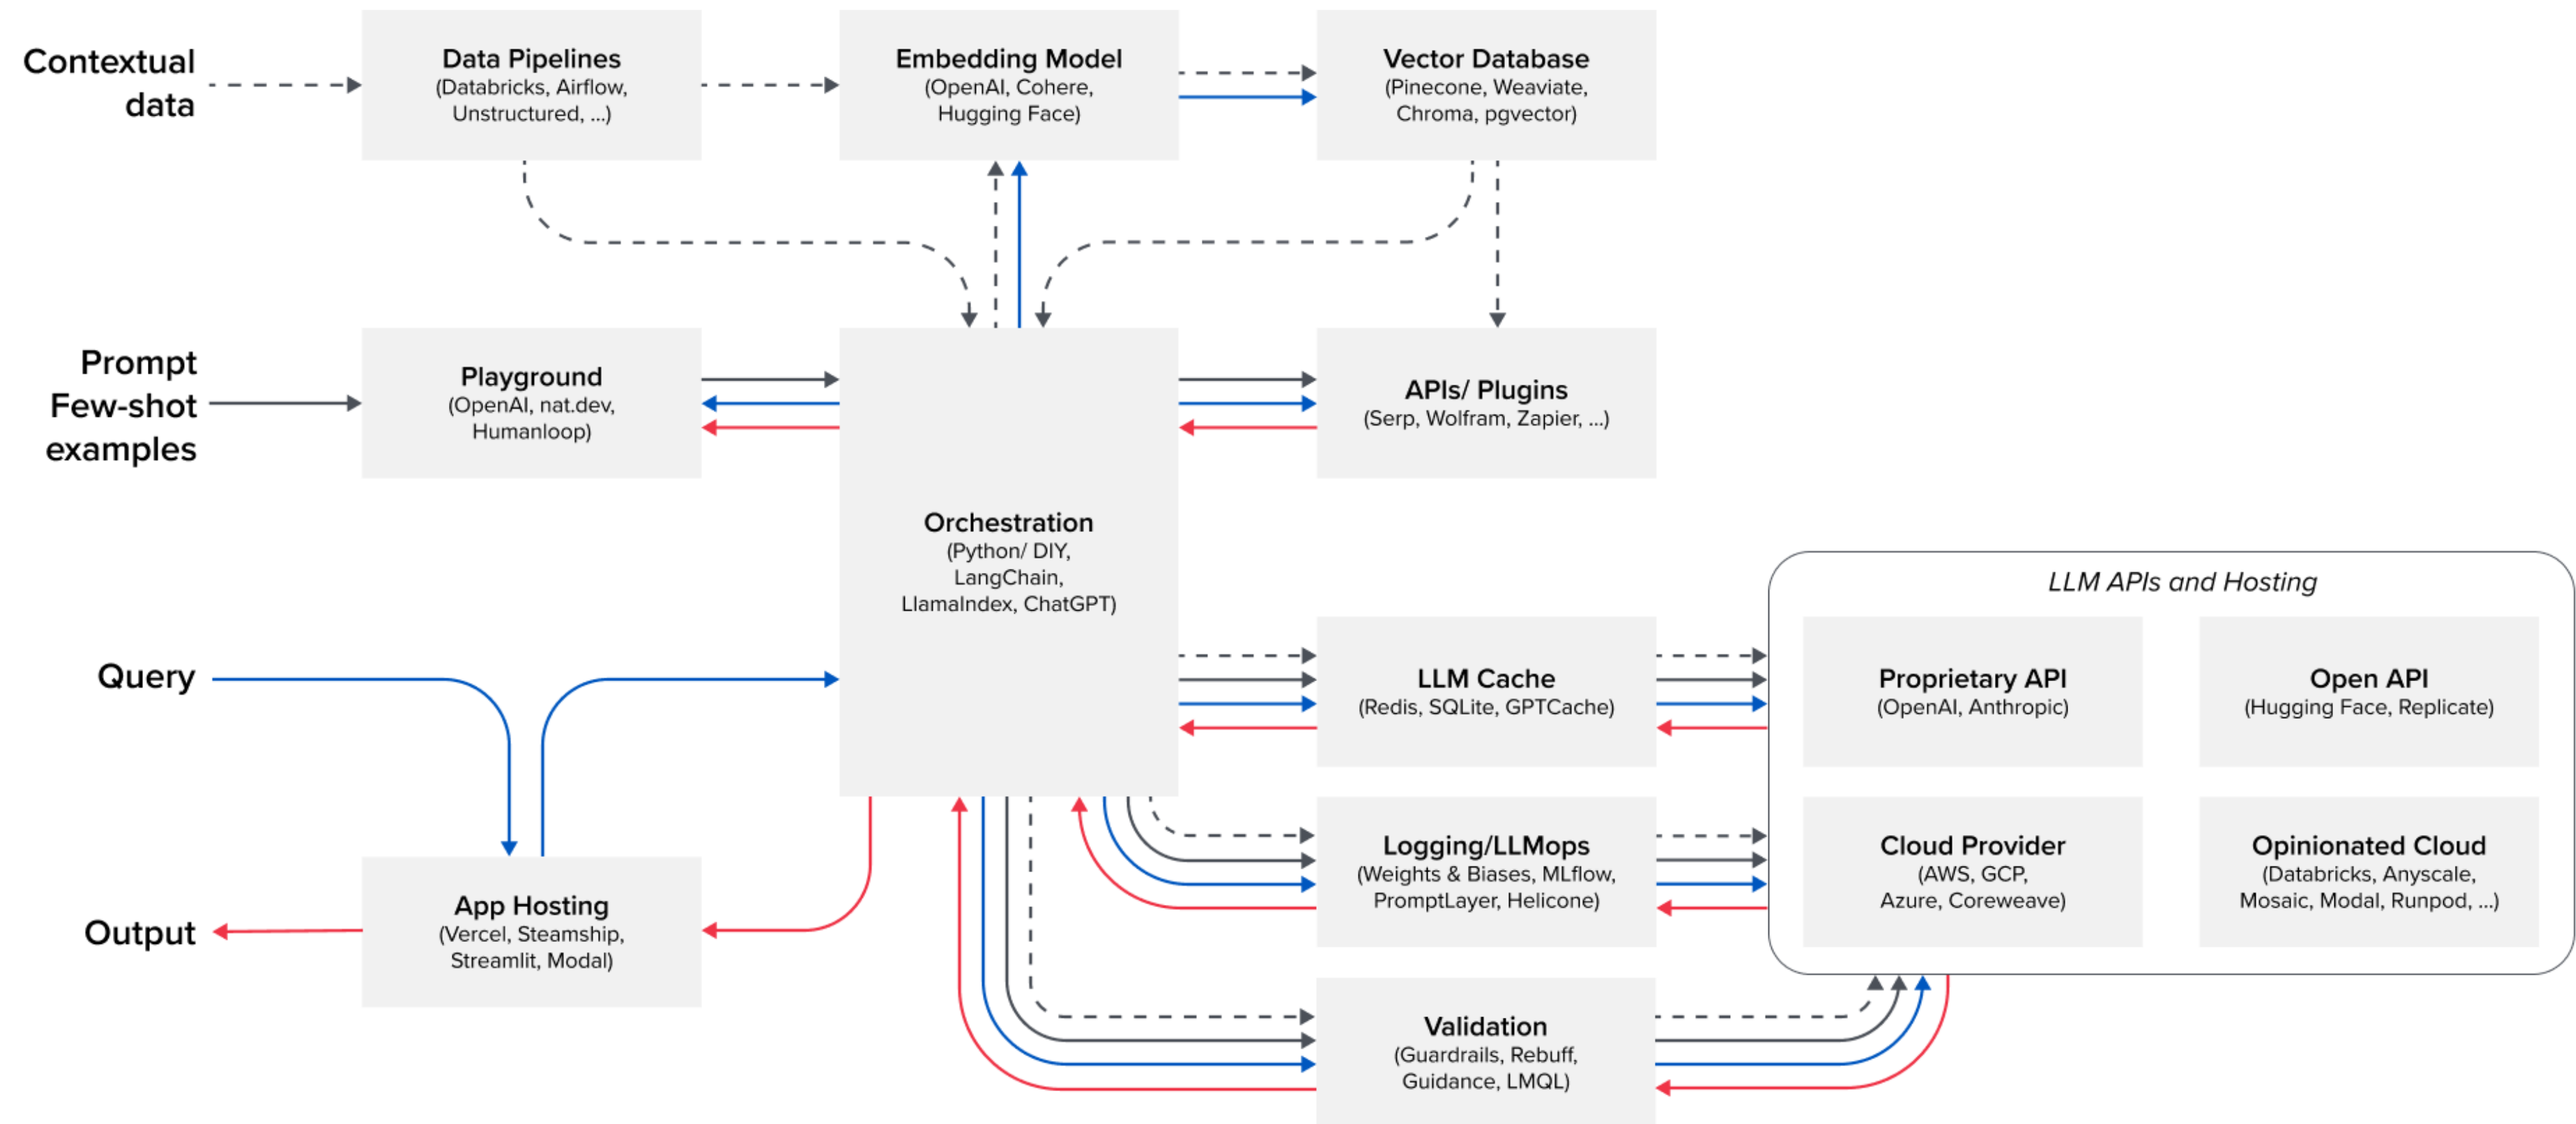 Contextual
data
Data Pipelines
(Databricks, Airflow,
Unstructured, ...)
Embedding Model
(OpenAI, Cohere,
Hugging Face)
Vector Database
(Pinecone, Weaviate,
Chroma, pgvector)
Prompt
Few-shot
examples
Playground
(OpenAI, nat.dev,
Humanloop)
Orchestration
(Python/ DIY,
LangChain,
LlamaIndex, ChatGPT)
APIs/ Plugins
(Serp, Wolfram, Zapier, ...)
Query
LLM Cache
(Redis, SQLite, GPTCache)
LLM APIs and Hosting
Proprietary API
(OpenAI, Anthropic)
Open API
(Hugging Face, Replicate)
Output
App Hosting
(Vercel, Steamship,
Streamlit, Modal)
Logging/LLMops
(Weights & Biases, MLflow,
PromptLayer, Helicone)
Cloud Provider
(AWS, GCP,
Azure, Coreweave)
Opinionated Cloud
(Databricks, Anyscale,
Mosaic, Modal, Runpod, ...)
Validation
(Guardrails, Rebuff,
Guidance, LMQL)